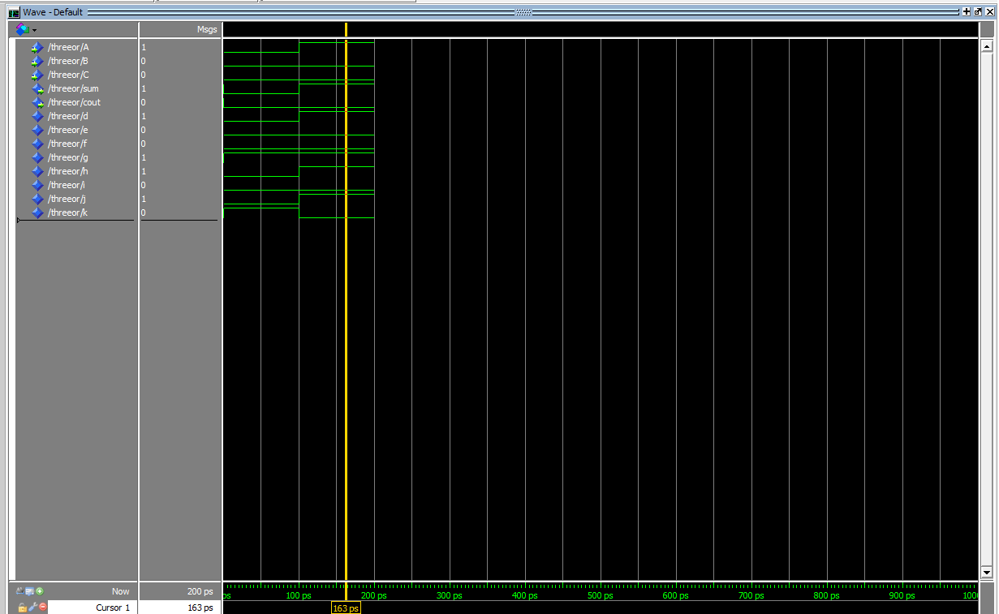 Wave - Default
Msgs
/threeor/A 1
/threeor/B 0
/threeor/C 0
/threeor/sum 1
/threeor/cout 0
/threeor/d 1
/threeor/e 0
/threeor/f 0
/threeor/g 1
/threeor/h 1
/threeor/i 0
/threeor/j 1
/threeor/k 0
Now 200 ps ps 100 ps 200 ps 300 ps 400 ps 500 ps 600 ps 700 ps 800 ps 900 ps 1000
Cursor 1 163 ps 163 ps